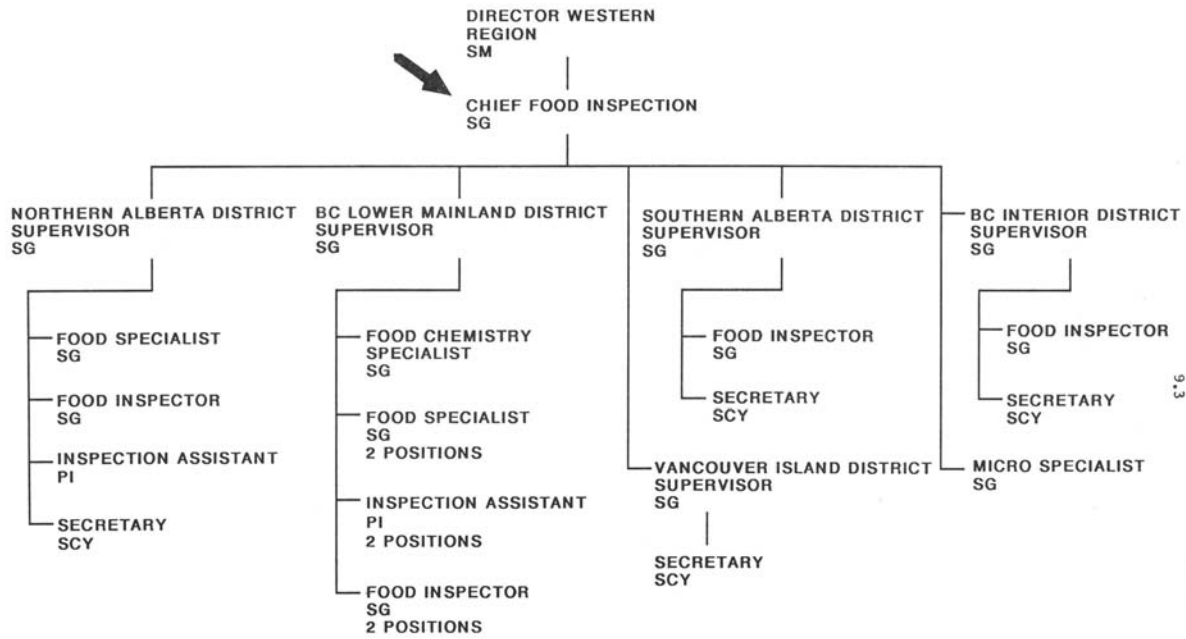 DIRECTOR WESTERN
REGION
SM
CHIEF FOOD INSPECTION
SG
NORTHERN ALBERTA DISTRICT
SUPERVISOR
SG
FOOD SPECIALIST
SG
FOOD INSPECTOR
SG
INSPECTION ASSISTANT
PI
SECRETARY
SCY
BC LOWER MAINLAND DISTRICT
SUPERVISOR
SG
FOOD CHEMISTRY
SPECIALIST
SG
FOOD SPECIALIST
SG
2 POSITIONS
INSPECTION ASSISTANT
PI
2 POSITIONS
FOOD INSPECTOR
SG
2 POSITIONS
SOUTHERN ALBERTA DISTRICT
SUPERVISOR
SG
FOOD INSPECTOR
SG
SECRETARY
SCY
VANCOUVER ISLAND DISTRICT
SUPERVISOR
SG
SECRETARY
SCY
BC INTERIOR DISTRICT
SUPERVISOR
SG
FOOD INSPECTOR
SG
SECRETARY
SCY
MICRO SPECIALIST
SG
9.3